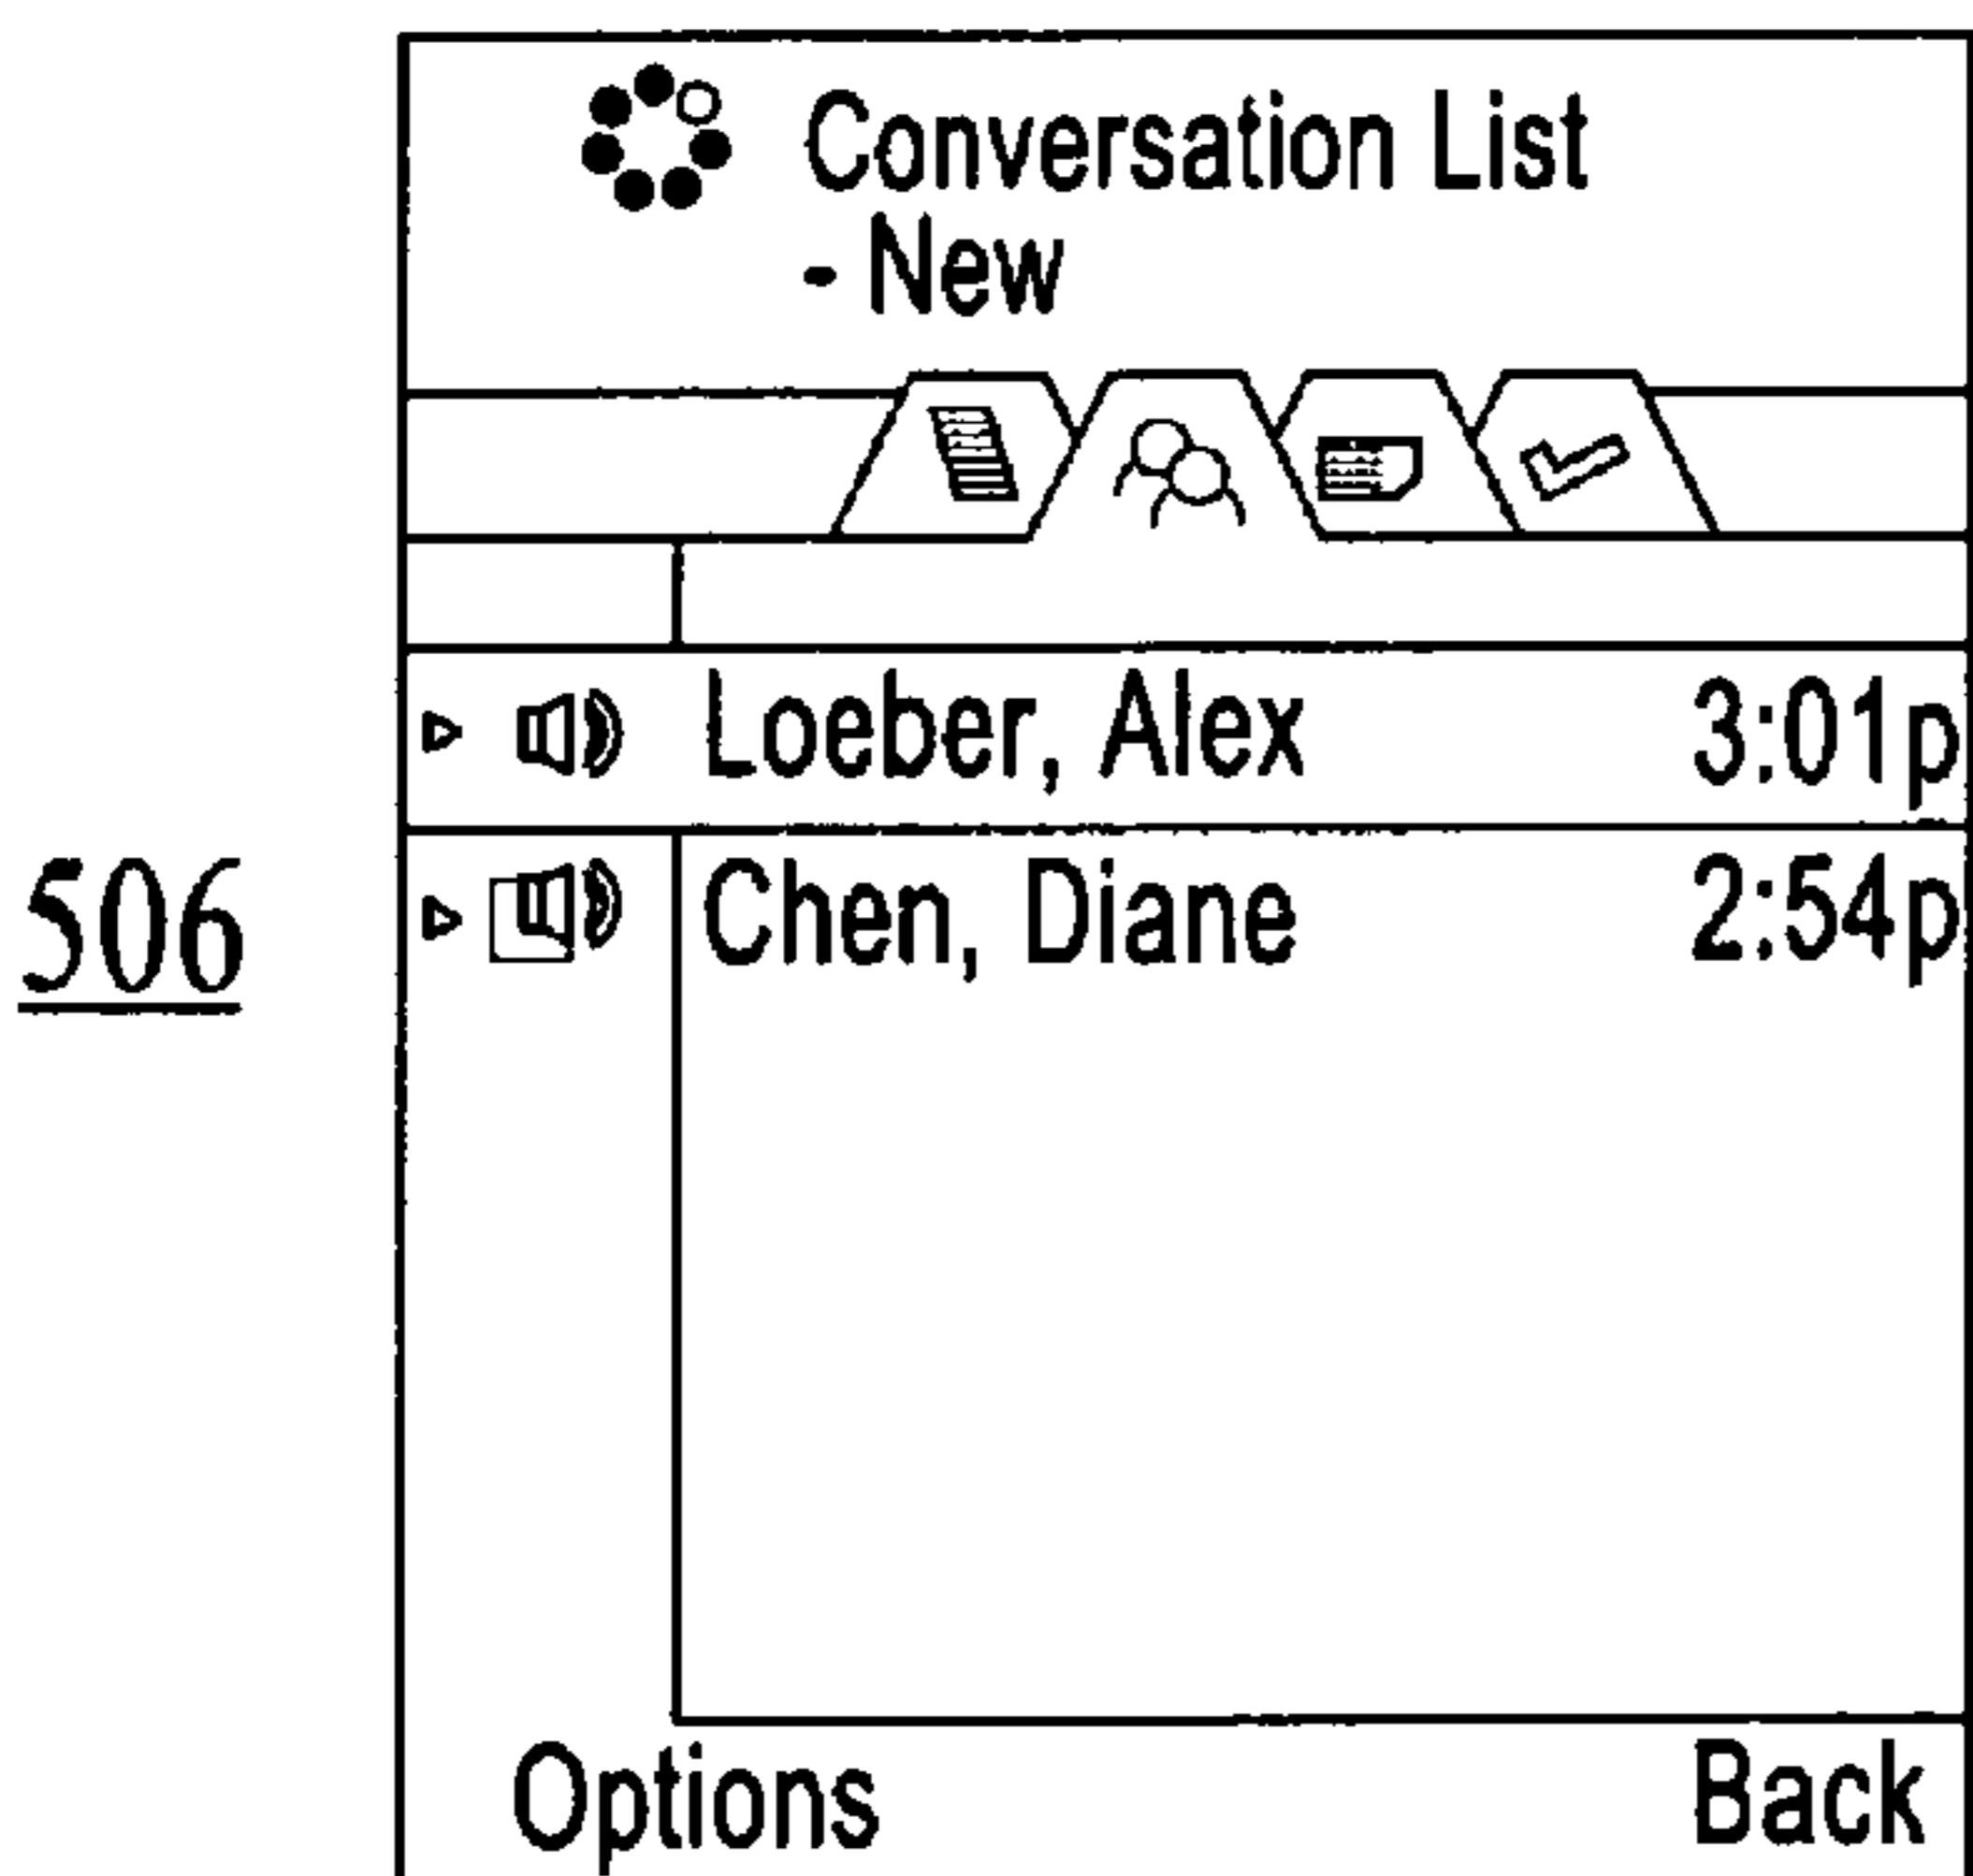 Conversation List
- New
Loeber, Alex 3:01p
506
Chen, Diane 2:54p
Options Back